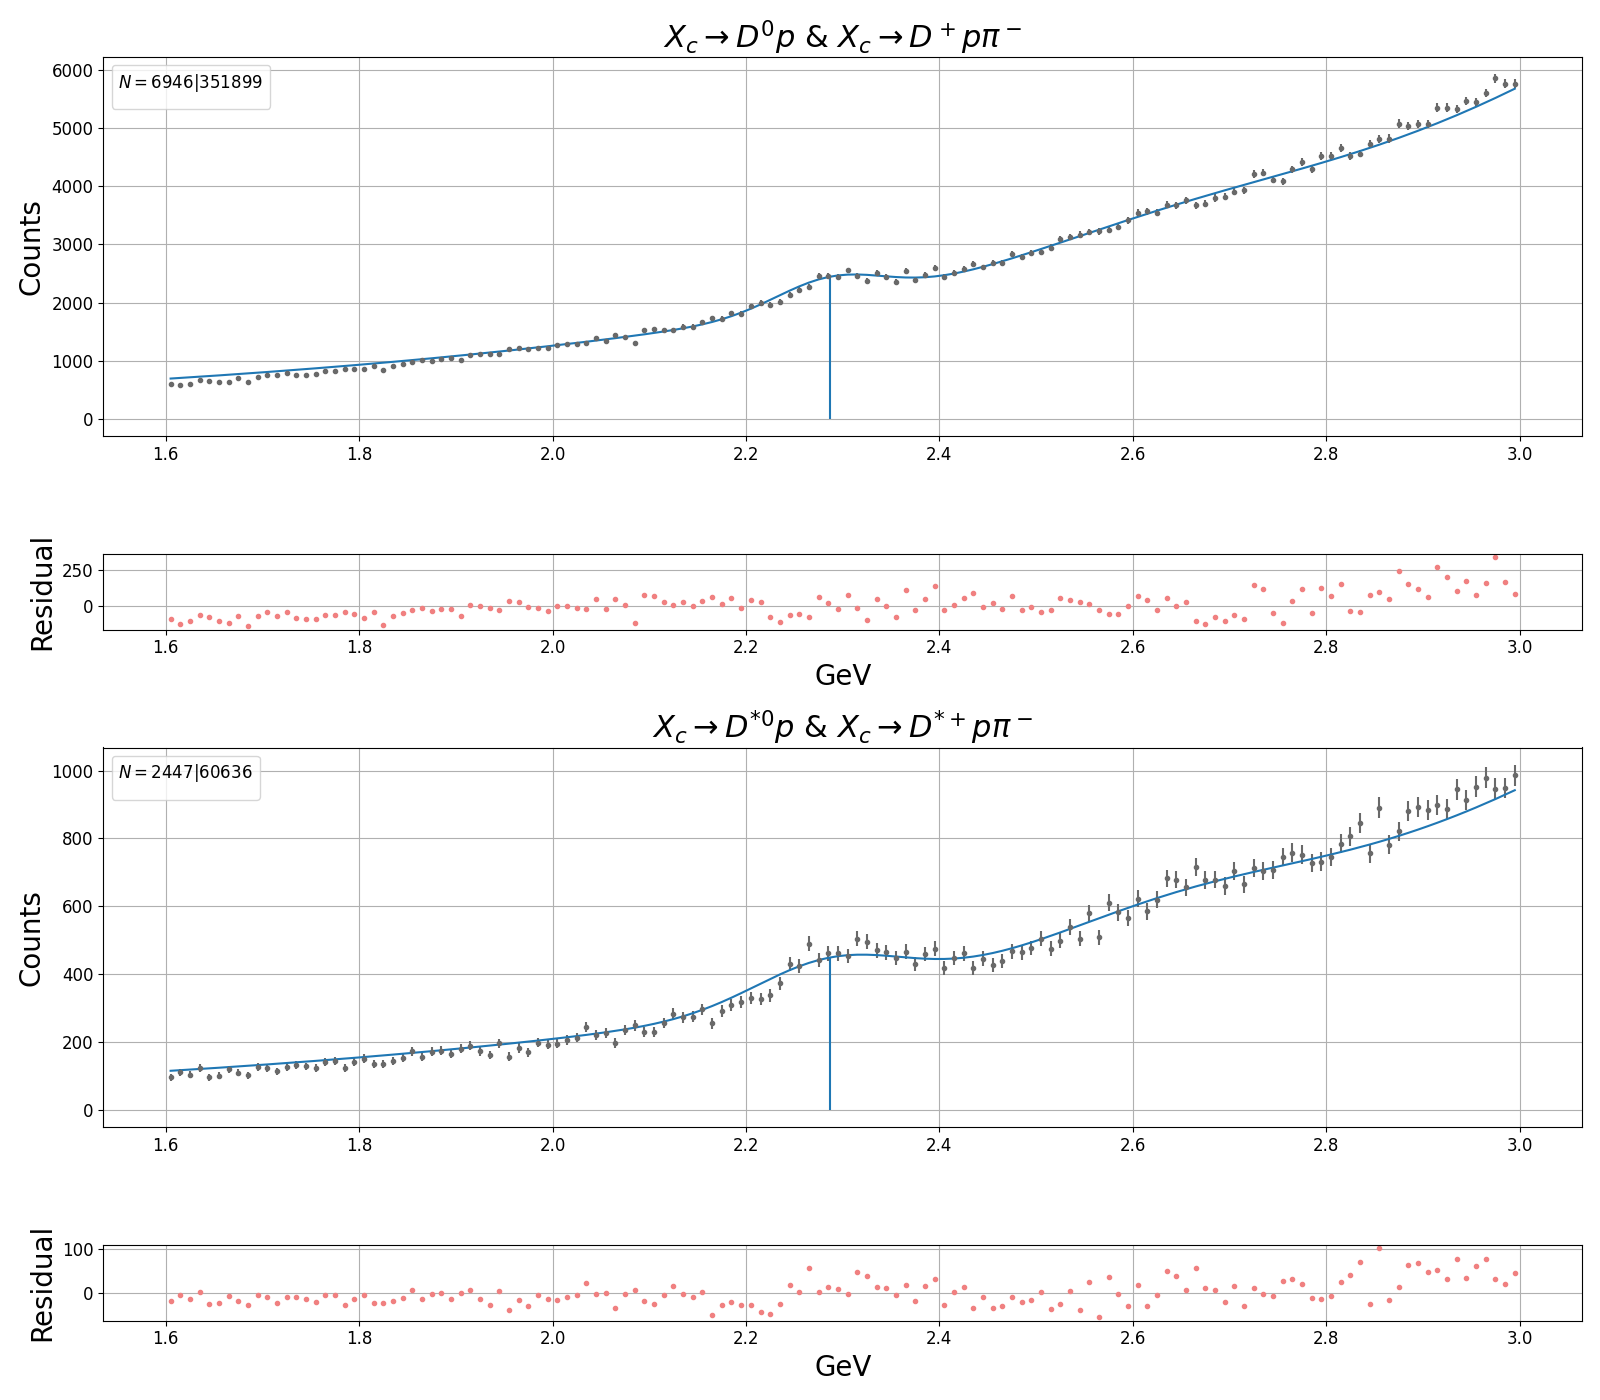 X_c → D^0 p & X_c → D^+ p π^-
Counts
6000
5000
4000
3000
2000
1000
0
N = 6946|351899
1.6 1.8 2.0 2.2 2.4 2.6 2.8 3.0
Residual
250
0
1.6 1.8 2.0 2.2 2.4 2.6 2.8 3.0
GeV
X_c → D^{*0} p & X_c → D^{*+} p π^-
Counts
1000
800
600
400
200
0
N = 2447|60636
1.6 1.8 2.0 2.2 2.4 2.6 2.8 3.0
Residual
100
0
1.6 1.8 2.0 2.2 2.4 2.6 2.8 3.0
GeV